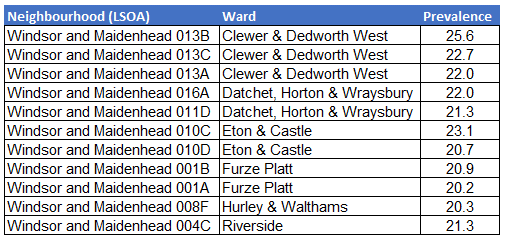 Neighbourhood (LSOA) Ward Prevalence
Windsor and Maidenhead 013B Clewer & Dedworth West 25.6
Windsor and Maidenhead 013C Clewer & Dedworth West 22.7
Windsor and Maidenhead 013A Clewer & Dedworth West 22.0
Windsor and Maidenhead 016A Datchet, Horton & Wraysbury 22.0
Windsor and Maidenhead 011D Datchet, Horton & Wraysbury 21.3
Windsor and Maidenhead 010C Eton & Castle 23.1
Windsor and Maidenhead 010D Eton & Castle 20.7
Windsor and Maidenhead 001B Furze Platt 20.9
Windsor and Maidenhead 001A Furze Platt 20.2
Windsor and Maidenhead 008F Hurley & Walthams 20.3
Windsor and Maidenhead 004C Riverside 21.3